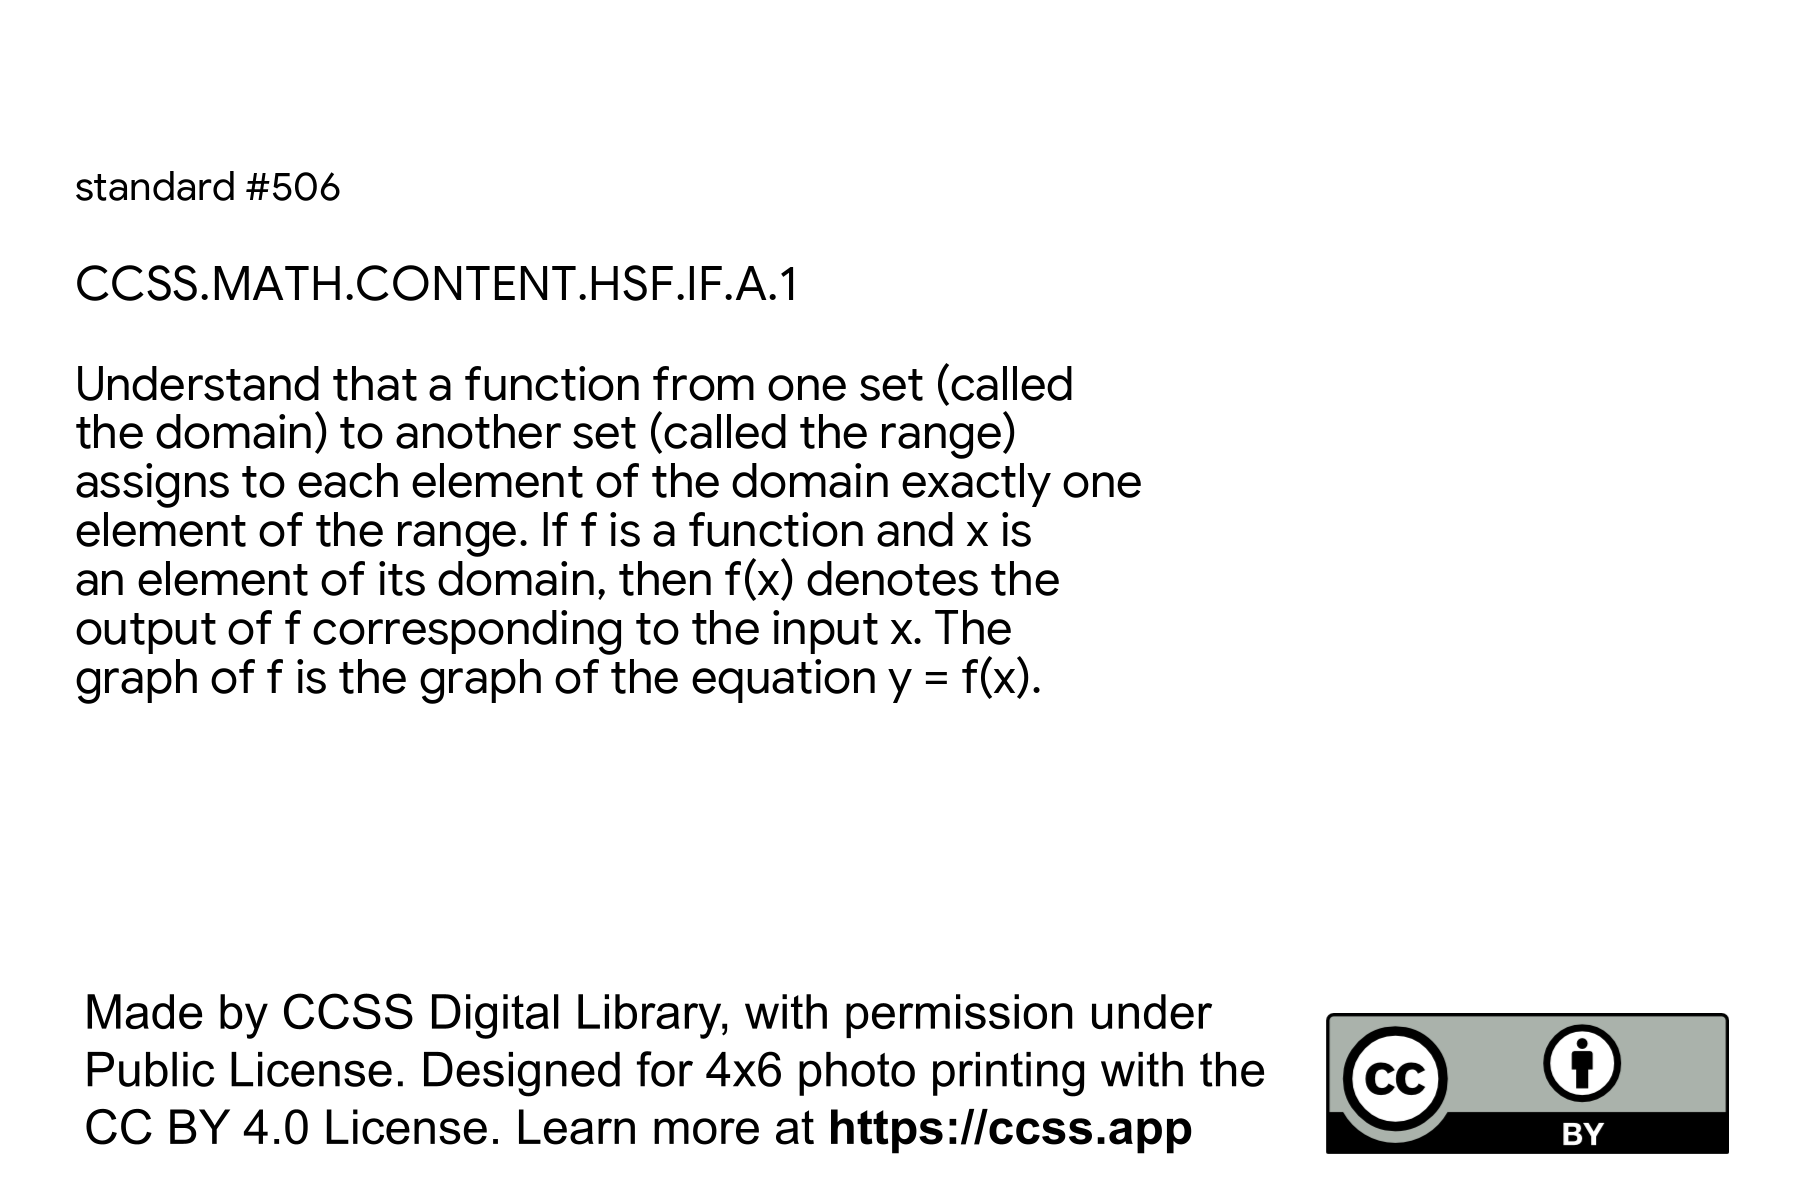 standard #506
CCSS.MATH.CONTENT.HSF.IF.A.1
Understand that a function from one set (called
the domain) to another set (called the range)
assigns to each element of the domain exactly one
element of the range. If f is a function and x is
an element of its domain, then f(x) denotes the
output of f corresponding to the input x. The
graph of f is the graph of the equation y = f(x).
Made by CCSS Digital Library, with permission under
Public License. Designed for 4x6 photo printing with the
CC BY 4.0 License. Learn more at https://ccss.app
cc
BY